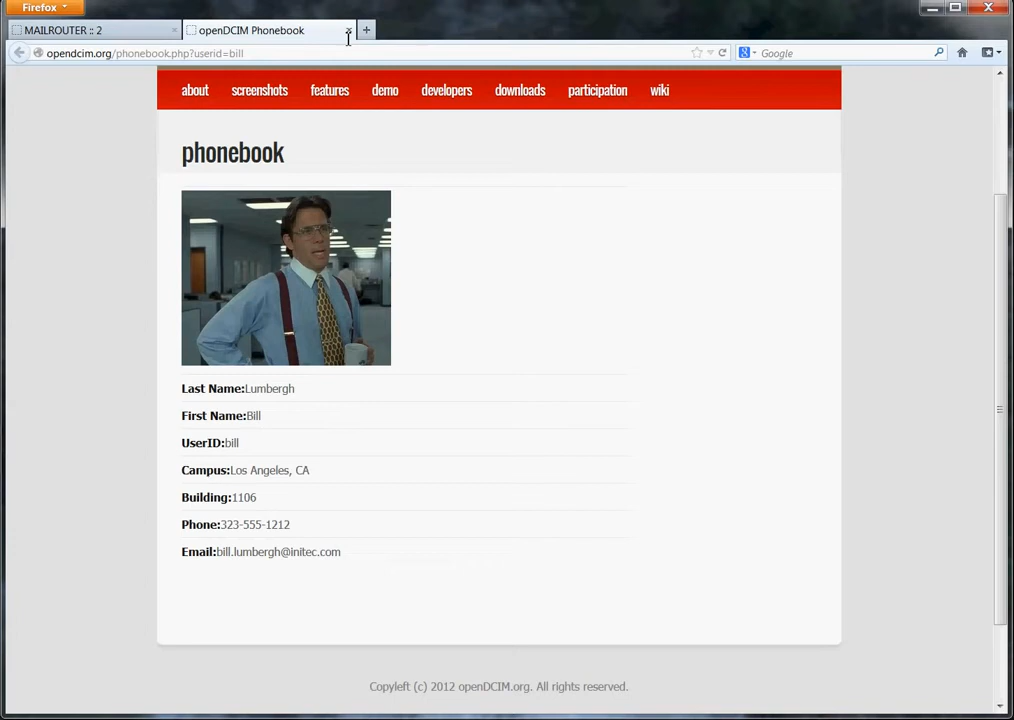 Firefox
MAILROUTER :: 2
openDCIM Phonebook
opendcim.org/phonebook.php?userid=bill
Google
about screenshots features demo developers downloads participation wiki
phonebook
Last Name:Lumbergh
First Name:Bill
UserID:bill
Campus:Los Angeles, CA
Building:1106
Phone:323-555-1212
Email:bill.lumbergh@initec.com
Copyleft (c) 2012 openDCIM.org. All rights reserved.